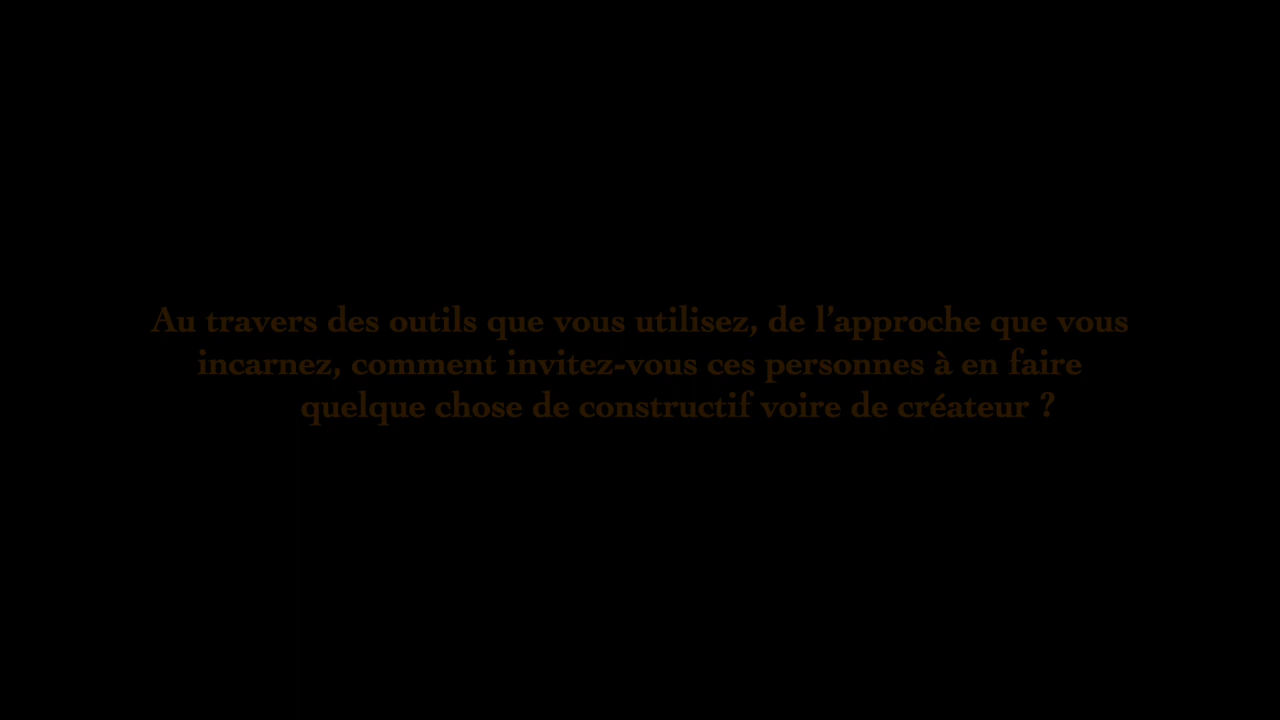 Au travers des outils que vous utilisez, de l’approche que vous
incarnez, comment invitez-vous ces personnes à en faire
quelque chose de constructif voire de créateur ?